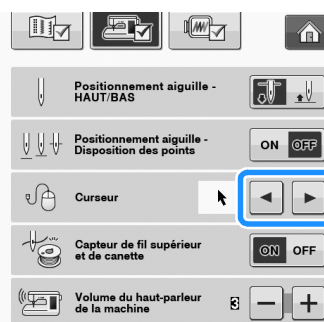 Positionnement aiguille -
HAUT/BAS
Positionnement aiguille -
Disposition des points
ON OFF
Curseur
Capteur de fil supérieur
et de canette
ON OFF
Volume du haut-parleur
de la machine
3